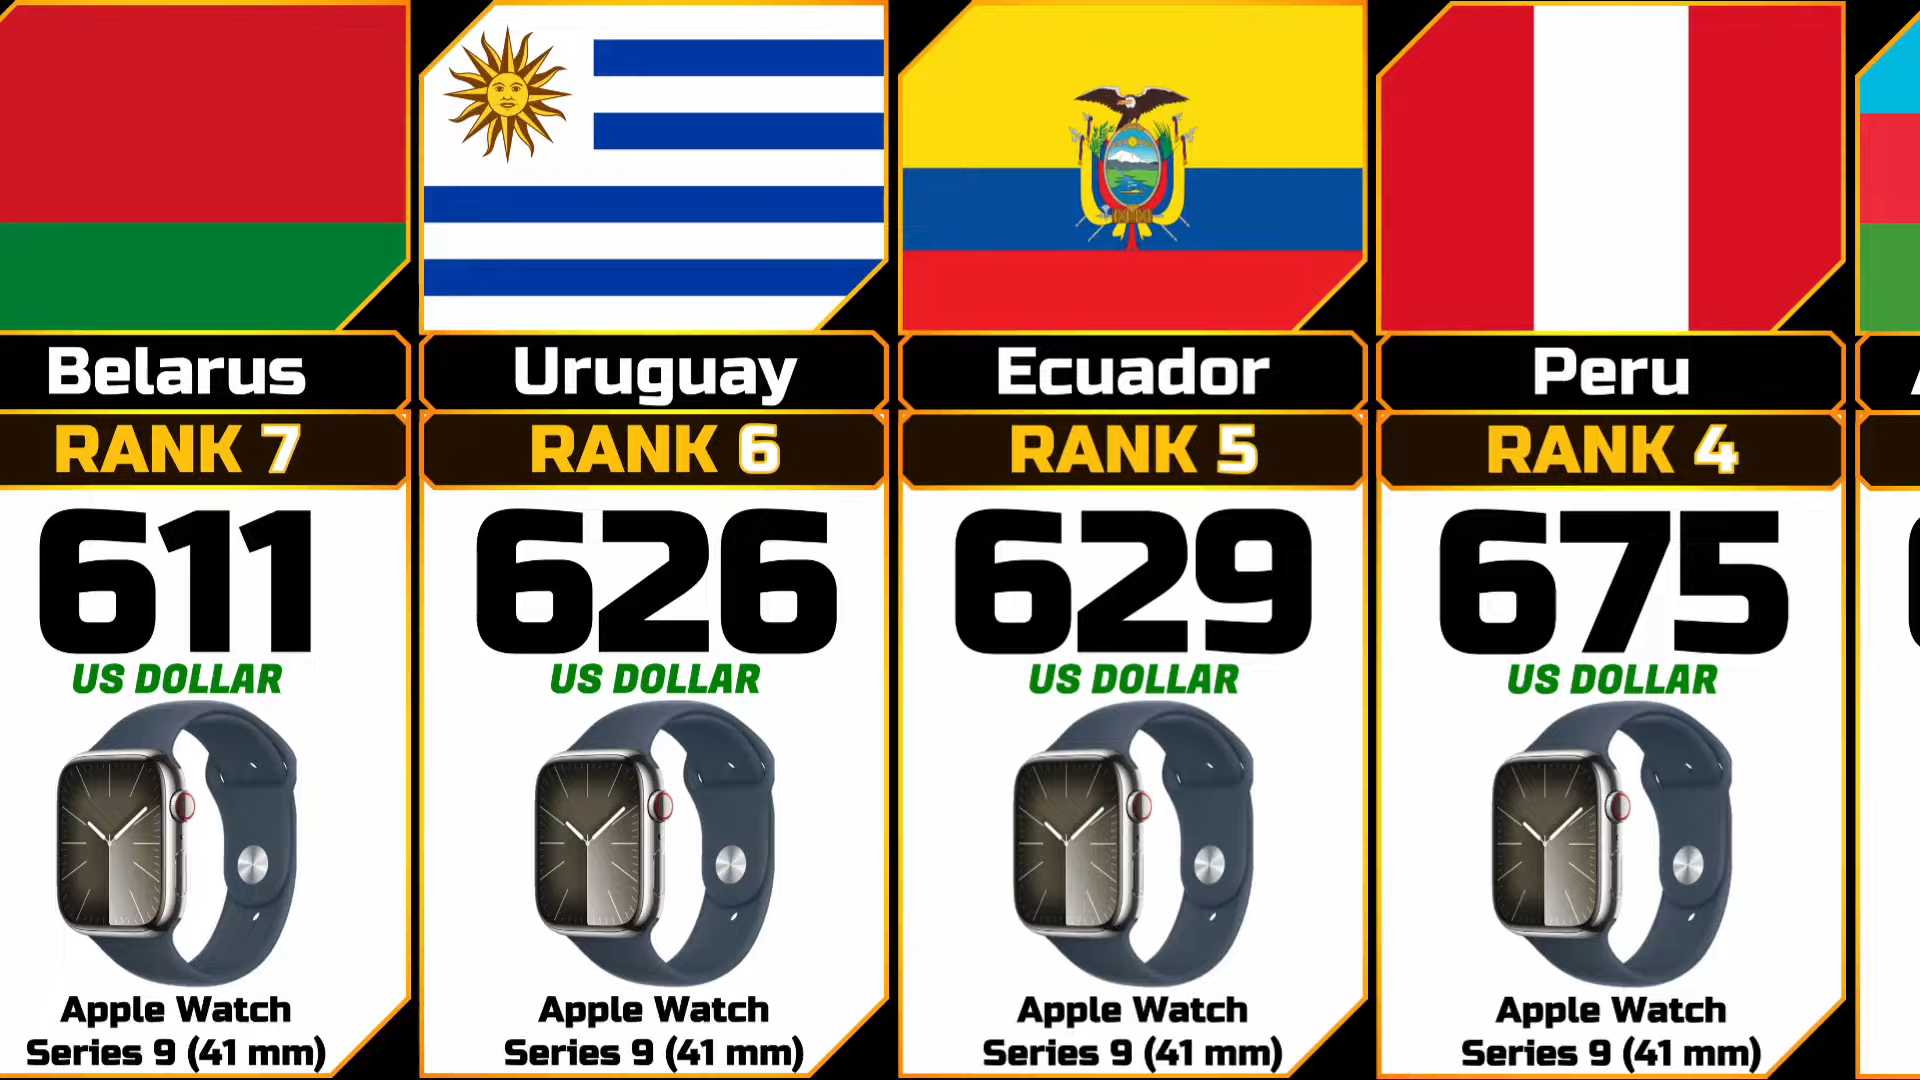 Belarus
RANK 7
611
US DOLLAR
Apple Watch
Series 9 (41 mm)
Uruguay
RANK 6
626
US DOLLAR
Apple Watch
Series 9 (41 mm)
Ecuador
RANK 5
629
US DOLLAR
Apple Watch
Series 9 (41 mm)
Peru
RANK 4
675
US DOLLAR
Apple Watch
Series 9 (41 mm)